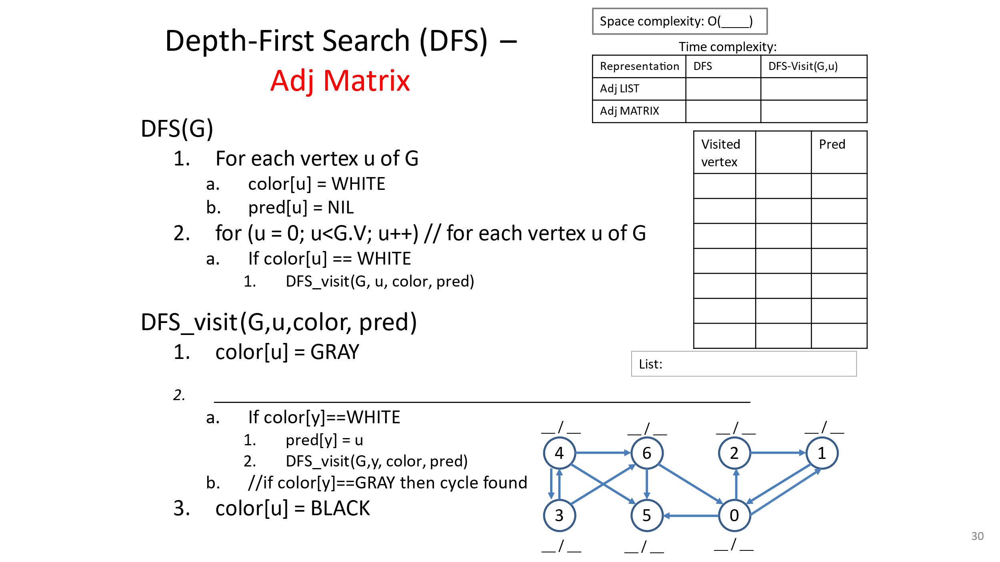 Depth-First Search (DFS) –
Adj Matrix
Space complexity: O(____)
Time complexity:
Representation DFS DFS-Visit(G,u)
Adj LIST
Adj MATRIX
DFS(G)
1. For each vertex u of G
a. color[u] = WHITE
b. pred[u] = NIL
2. for (u = 0; u<G.V; u++) // for each vertex u of G
a. If color[u] == WHITE
1. DFS_visit(G, u, color, pred)
DFS_visit(G,u,color, pred)
1. color[u] = GRAY
2. ____________________________________________________________
a. If color[y]==WHITE
1. pred[y] = u
2. DFS_visit(G,y, color, pred)
b. //if color[y]==GRAY then cycle found
3. color[u] = BLACK
Visited Pred
vertex
List:
__ / __ __ / __ __ / __ __ / __
4 6 2 1
3 5 0
__ / __ __ / __ __ / __
30